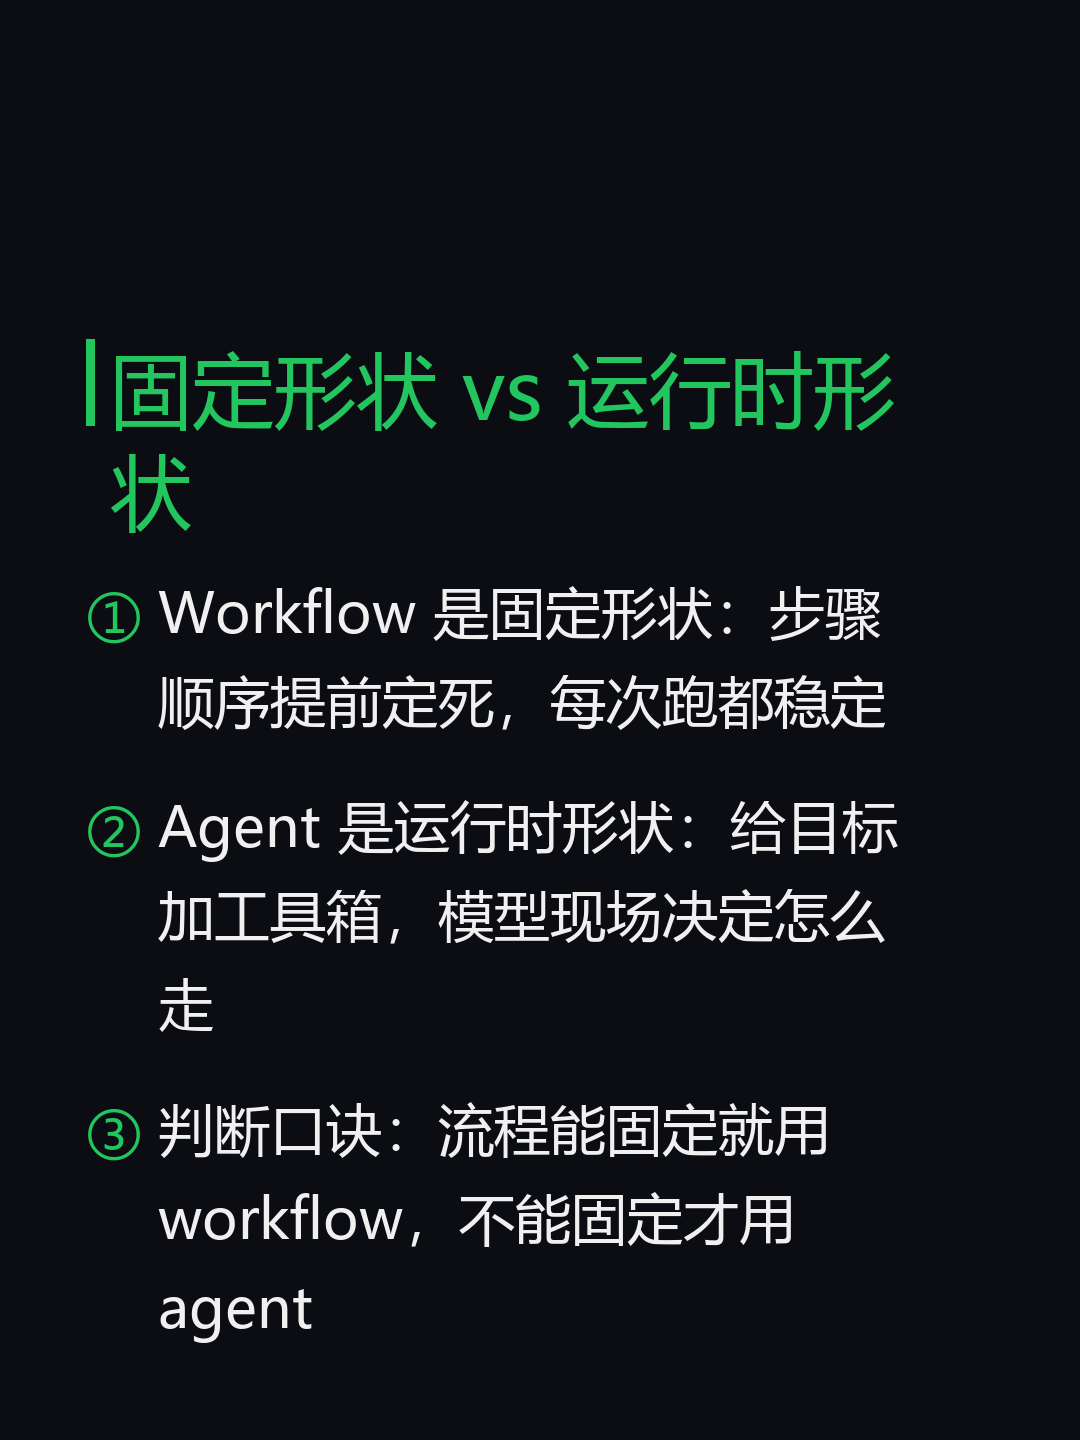 固定形状 vs 运行时形
状
① Workflow 是固定形状：步骤
顺序提前定死，每次跑都稳定
② Agent 是运行时形状：给目标
加工具箱，模型现场决定怎么
走
③ 判断口诀：流程能固定就用
workflow，不能固定才用
agent